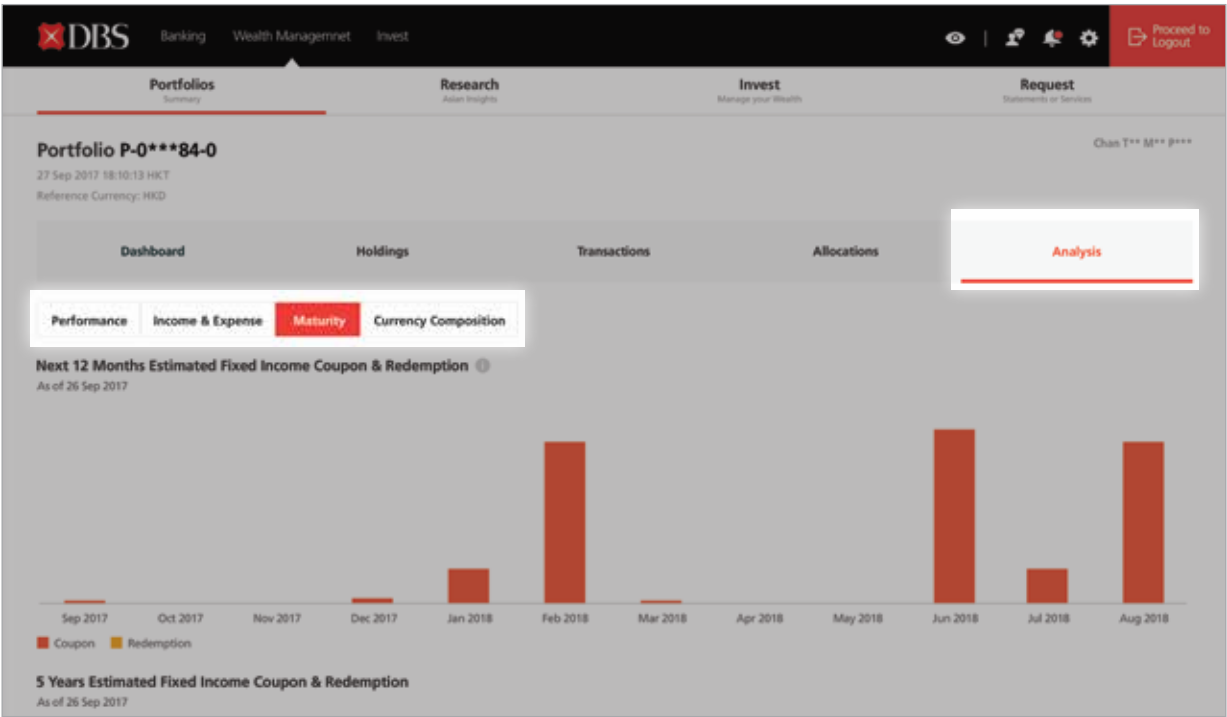 DBS Banking Wealth Managemnet Invest Proceed to
Logout
Portfolios Research Invest Request
Summary Asian Insights Manage your Wealth Statements or Services
Portfolio P-0***84-0 Chan T** M** P***
27 Sep 2017 18:10:13 HKT
Reference Currency: HKD
Dashboard Holdings Transactions Allocations Analysis
Performance Income & Expense Maturity Currency Composition
Next 12 Months Estimated Fixed Income Coupon & Redemption
As of 26 Sep 2017
Sep 2017 Oct 2017 Nov 2017 Dec 2017 Jan 2018 Feb 2018 Mar 2018 Apr 2018 May 2018 Jun 2018 Jul 2018 Aug 2018
Coupon Redemption
5 Years Estimated Fixed Income Coupon & Redemption
As of 26 Sep 2017